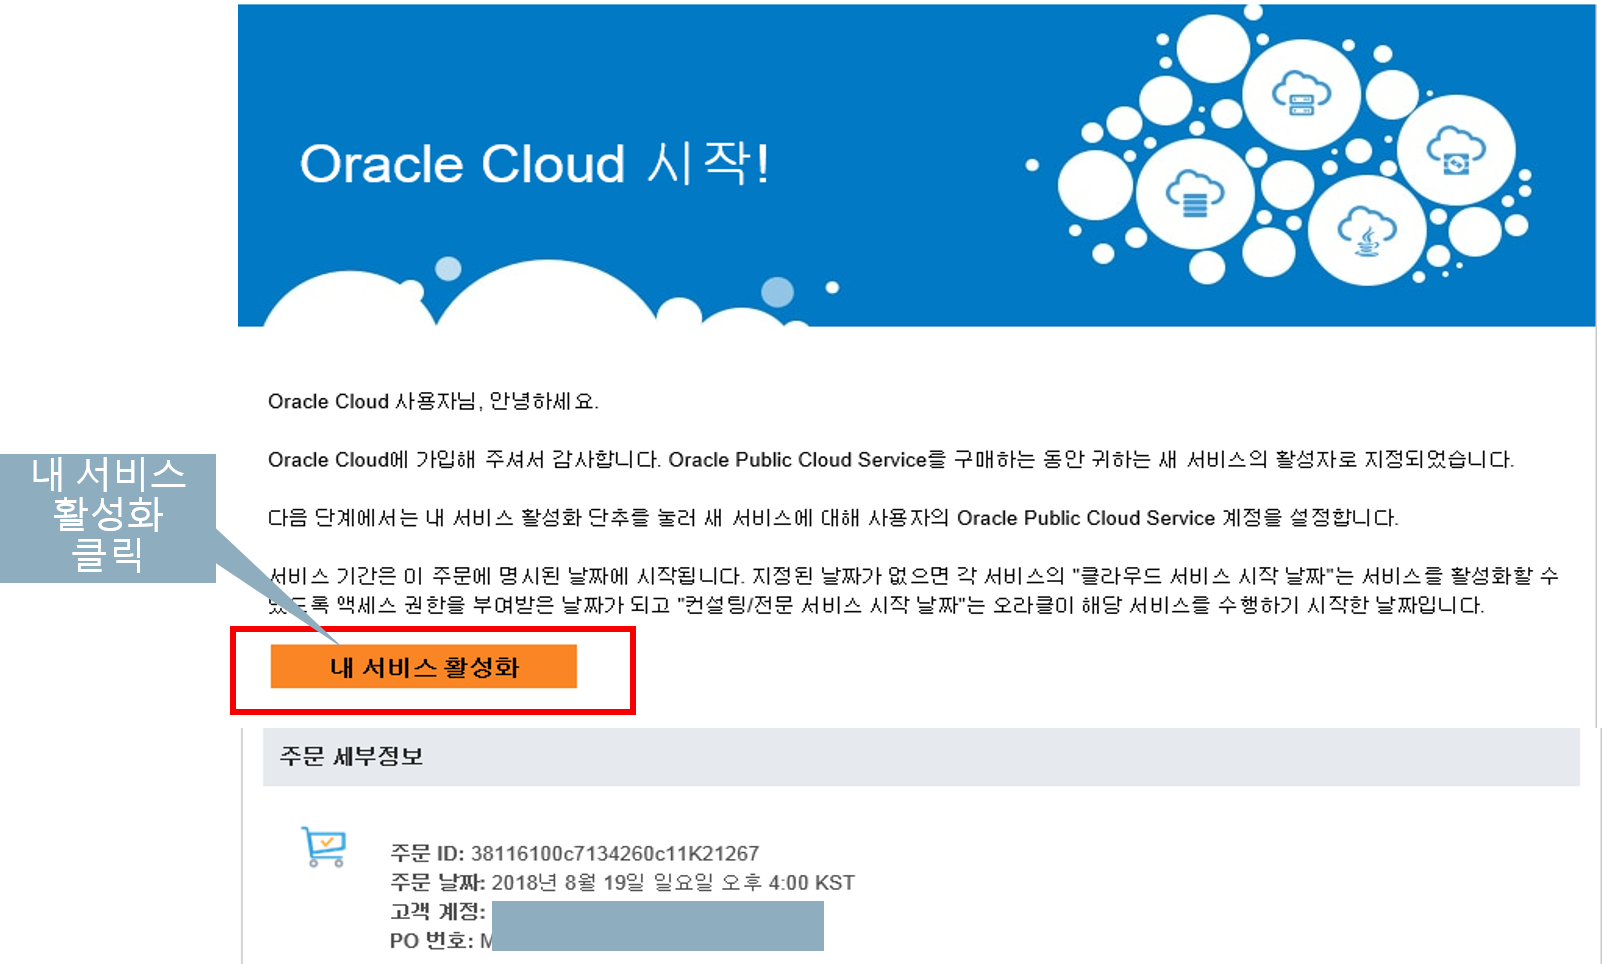 Oracle Cloud 시작!
Oracle Cloud 사용자님, 안녕하세요.
Oracle Cloud에 가입해 주셔서 감사합니다. Oracle Public Cloud Service를 구매하는 동안 귀하는 새 서비스의 활성자로 지정되었습니다.
다음 단계에서는 내 서비스 활성화 단추를 눌러 새 서비스에 대해 사용자의 Oracle Public Cloud Service 계정을 설정합니다.
내 서비스
활성화
클릭
서비스 기간은 이 주문에 명시된 날짜에 시작됩니다. 지정된 날짜가 없으면 각 서비스의 "클라우드 서비스 시작 날짜"는 서비스를 활성화할 수
있도록 액세스 권한을 부여받은 날짜가 되고 "컨설팅/전문 서비스 시작 날짜"는 오라클이 해당 서비스를 수행하기 시작한 날짜입니다.
내 서비스 활성화
주문 세부정보
주문 ID: 38116100c7134260c11K21267
주문 날짜: 2018년 8월 19일 일요일 오후 4:00 KST
고객 계정:
PO 번호: